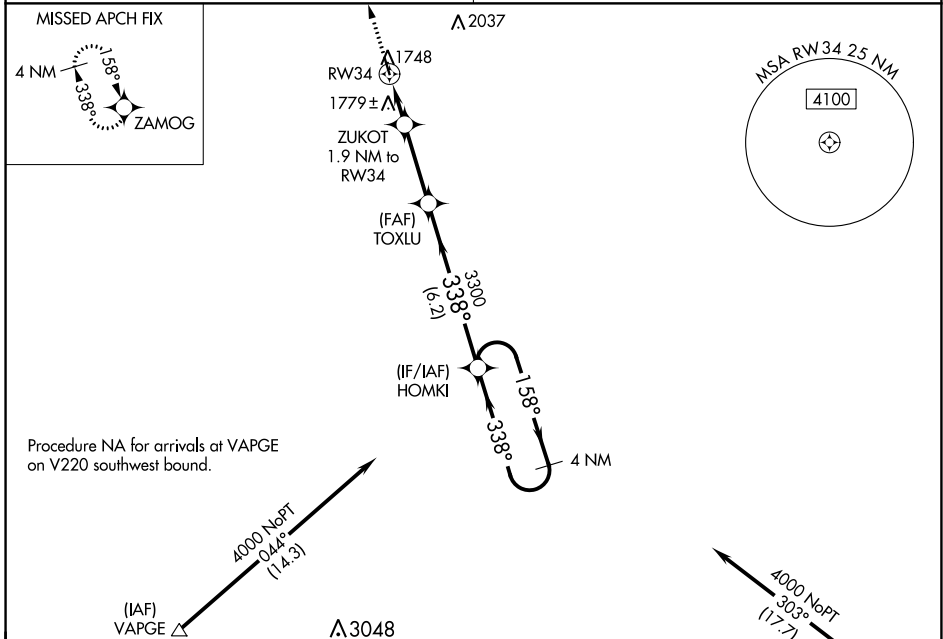 MISSED APCH FIX
4 NM
158°
338°
ZAMOG
2037
1748
RW34
1779 ±
ZUKOT
1.9 NM to
RW34
MSA RW34 25 NM
4100
(FAF)
TOXLU
3300
338°
(6.2)
(IF/IAF)
HOMKI
158°
338°
4 NM
Procedure NA for arrivals at VAPGE
on V220 southwest bound.
4000 NoPT
044°
(14.3)
(IAF)
VAPGE
3048
4000 NoPT
303°
(17.7)